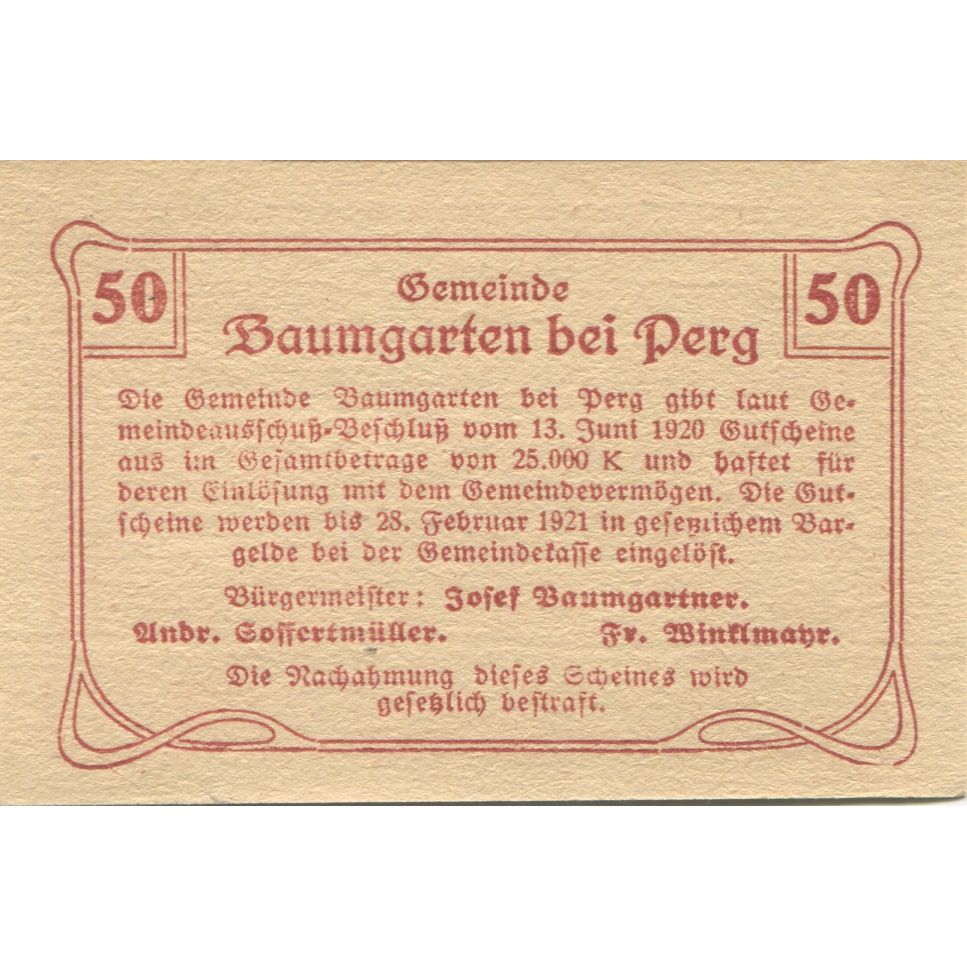 50 Gemeinde 50
Baumgarten bei Perg
Die Gemeinde Baumgarten bei Perg gibt laut Ge-
meindeausschuß-Beschluß vom 13. Juni 1920 Gutscheine
aus im Gesamtbetrage von 25.000 K und haftet für
deren Einlösung mit dem Gemeindevermögen. Die Gut-
scheine werden bis 28. Februar 1921 in gesetzlichem Bar-
gelde bei der Gemeindekasse eingelöst.
Bürgermeister: Josef Baumgartner.
Andr. Fr. Winklmayr.
Die Nachahmung dieses Scheines wird
gesetzlich bestraft.